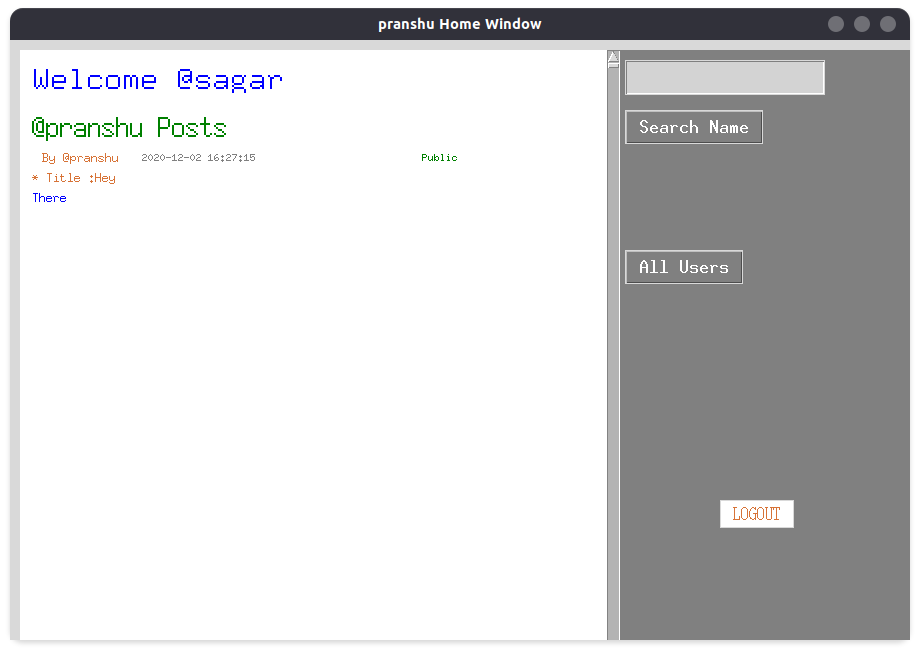 pranshu Home Window
Welcome @sagar
@pranshu Posts
By @pranshu 2020-12-02 16:27:15 Public
* Title :Hey
There
Search Name
All Users
LOGOUT